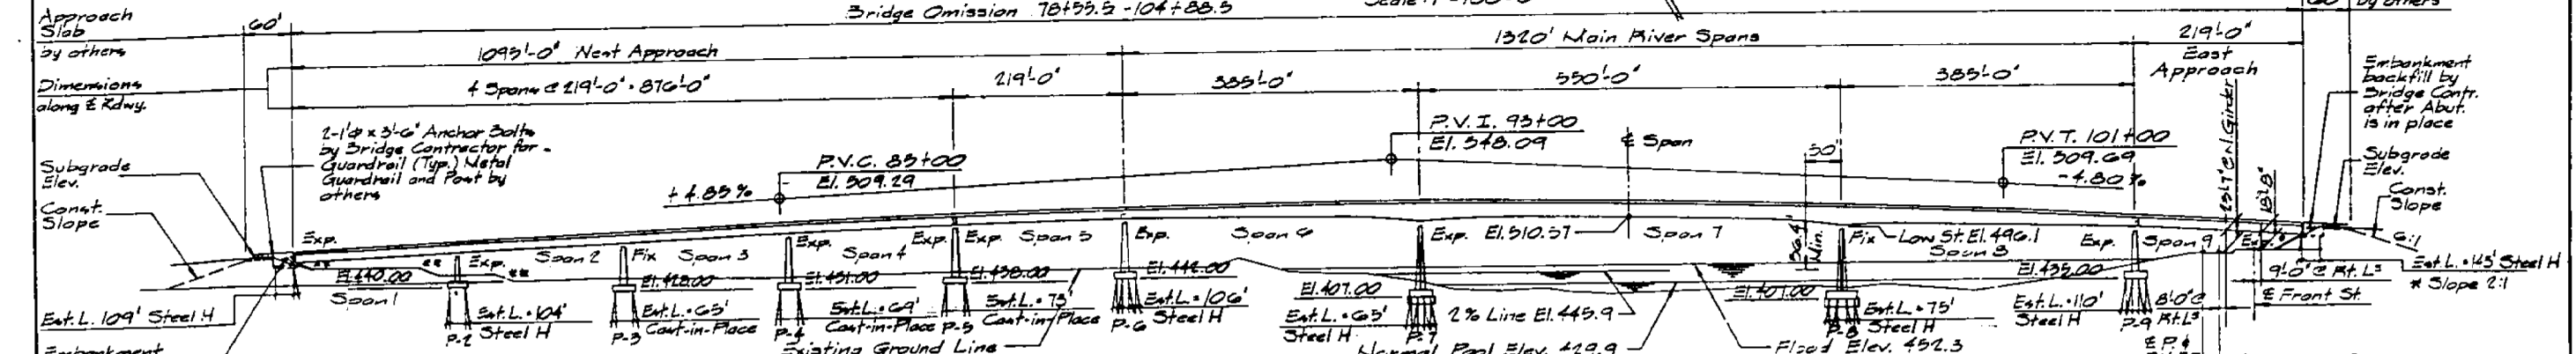 Approach
Slab
by others
60'
Bridge Omission 78+55.5 - 104+88.5
by others
1095'-0" West Approach
1320' Main River Spans
219'-0"
East
Approach
Dimensions
along ℄ Rdwy.
4 Spans @ 219'-0" = 876'-0"
219'-0"
385'-0"
550'-0"
385'-0"
Embankment
backfill by
Bridge Contr.
after Abut.
is in place
2-1"φ x 3'-6" Anchor Bolts
by Bridge Contractor for
Guardrail (Typ.) Metal
Guardrail and Post by
others
Subgrade
Elev.
Const.
Slope
+4.85%
P.V.C. 85+00
El. 509.29
P.V.I. 93+00
El. 548.09
℄ Span
50'
P.V.T. 101+00
El. 509.69
-4.80%
Subgrade
Elev.
Const.
Slope
6:1
Exp.
Exp.
Span 2
Fix
Span 3
Exp.
Span 4
Exp.
Exp.
Span 5
Exp.
Span 6
Exp.
El. 510.57
Span 7
56.4'
Min.
Fix
Low St. El. 496.1
Span 8
Exp.
Span 9
El. 440.00
Span 1
El. 428.00
El. 431.00
El. 438.00
El. 444.00
El. 407.00
El. 401.00
El. 435.00
Est. L. 109' Steel H
Est. L. = 104'
Steel H
Est. L. = 65'
Cast-in-Place
Est. L. = 69'
Cast-in-Place
Est. L. = 75'
Cast-in-Place
Est. L. = 106'
Steel H
Est. L. = 65'
Steel H
2% Line El. 445.9
Est. L. = 75'
Steel H
Est. L. = 110'
Steel H
8'-0" @
Rt. L's
9'-0" @ Rt. L's
℄ Front St.
Est. L. = 145' Steel H
* Slope 2:1
P-2
P-3
P-4
P-5
P-6
P-7
P-8
P-9
Embankment
Existing Ground Line
Normal Pool Elev. 429.9
Flood Elev. 452.3